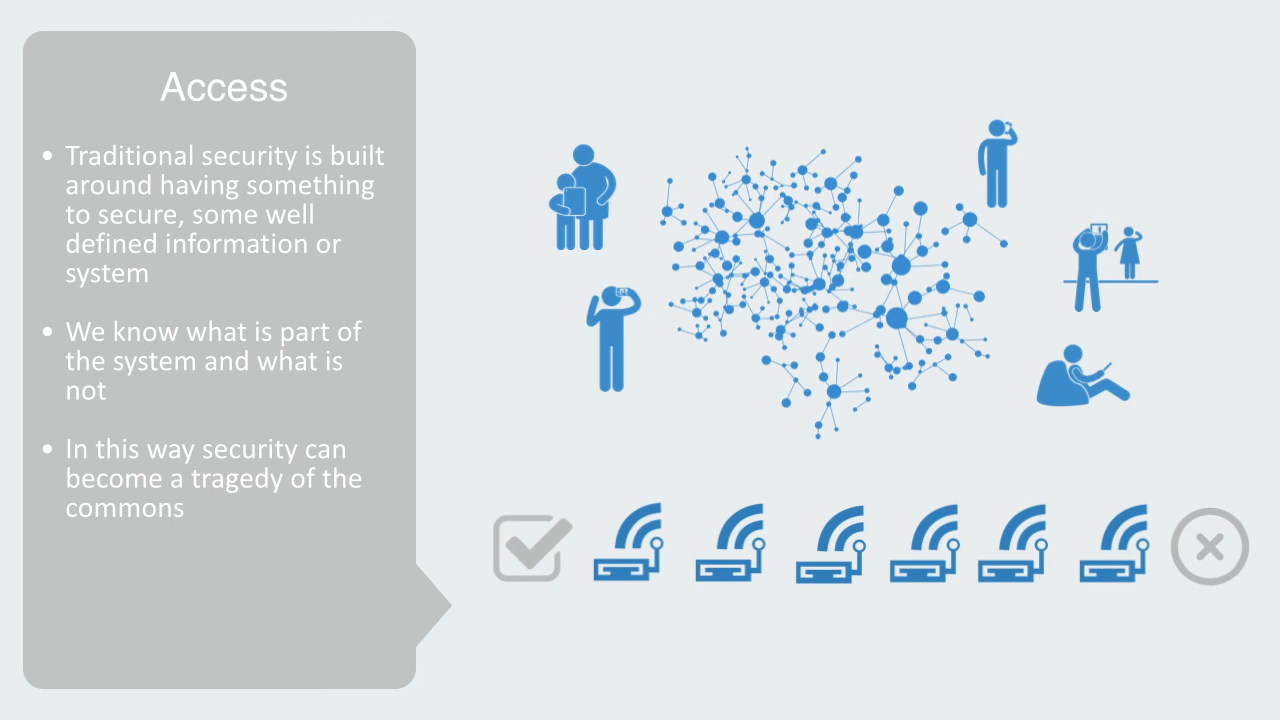 Access
• Traditional security is built
around having something
to secure, some well
defined information or
system
• We know what is part of
the system and what is
not
• In this way security can
become a tragedy of the
commons